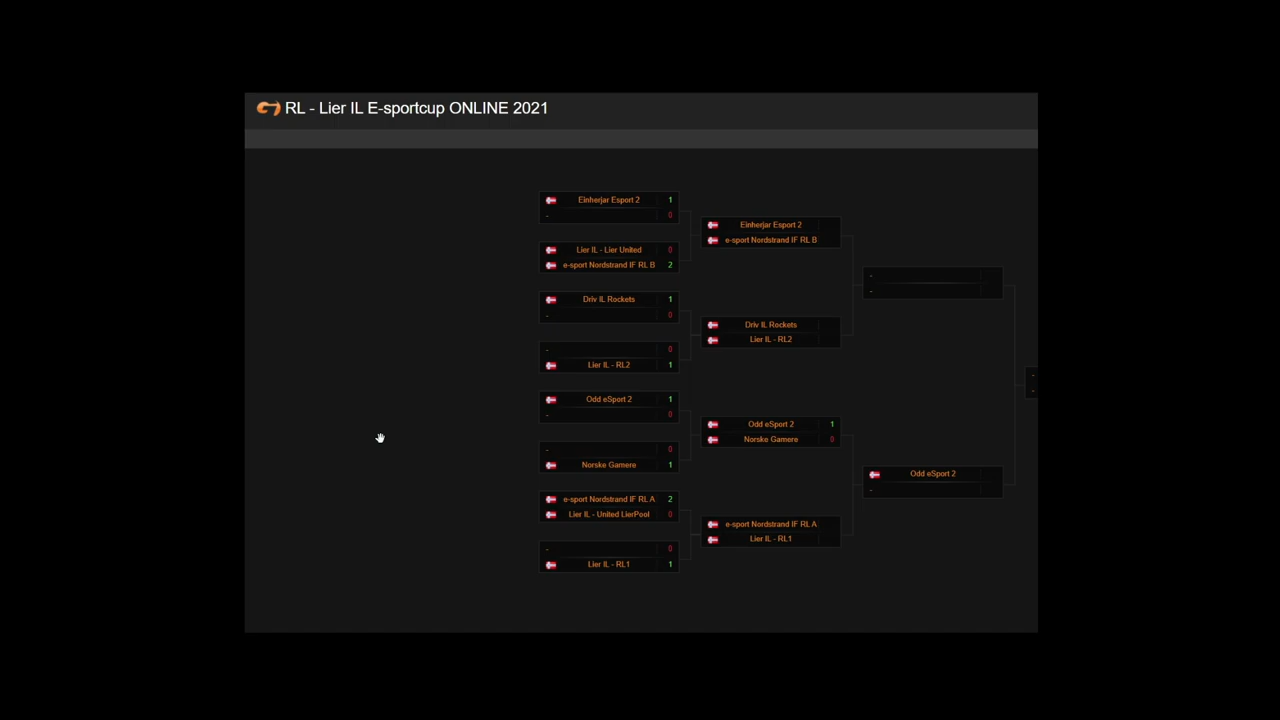 RL - Lier IL E-sportcup ONLINE 2021
Einherjar Esport 2 1
- 0
Lier IL - Lier United 0
e-sport Nordstrand IF RL B 2
Driv IL Rockets 1
- 0
- 0
Lier IL - RL2 1
Odd eSport 2 1
- 0
- 0
Norske Gamere 1
e-sport Nordstrand IF RL A 2
Lier IL - United LierPool 0
- 0
Lier IL - RL1 1
Einherjar Esport 2
e-sport Nordstrand IF RL B
Driv IL Rockets
Lier IL - RL2
Odd eSport 2 1
Norske Gamere 0
e-sport Nordstrand IF RL A
Lier IL - RL1
-
-
Odd eSport 2
-
-
-